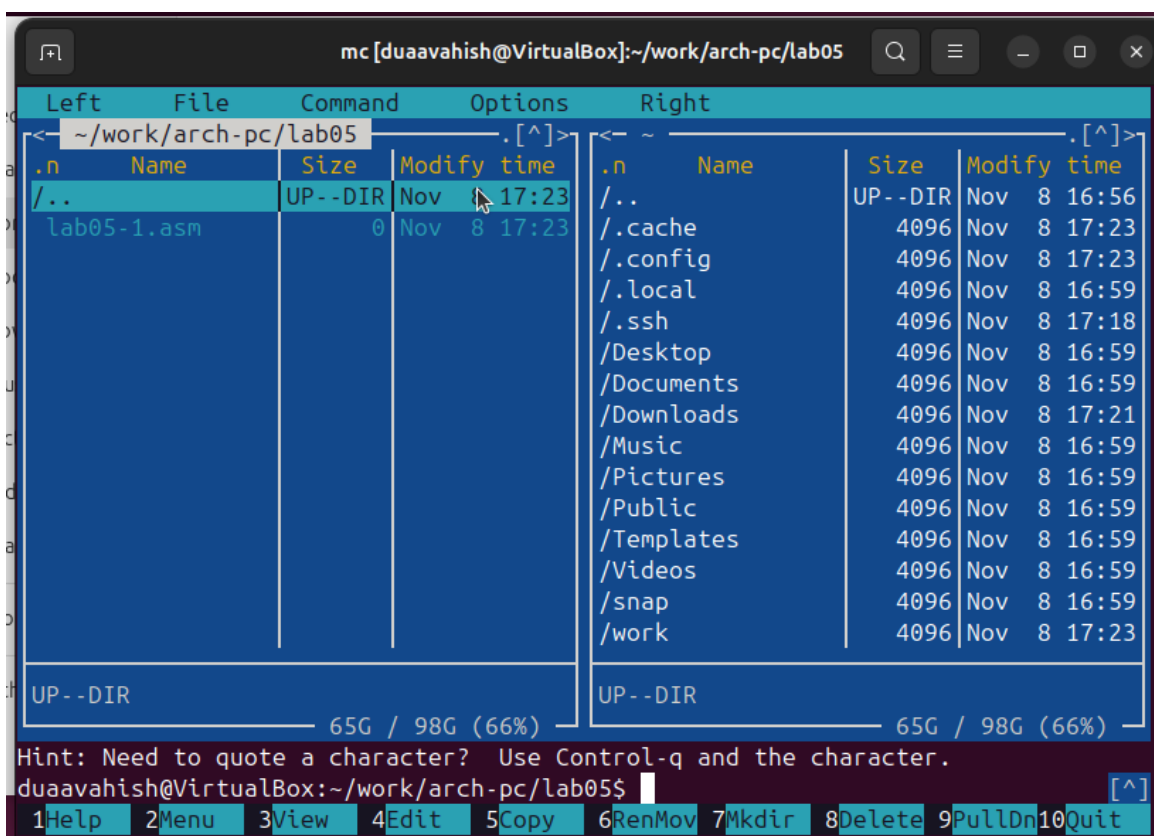 mc [duaavahish@VirtualBox]:~/work/arch-pc/lab05
Left File Command Options Right
<- ~/work/arch-pc/lab05 .[^]> <- ~ .[^]>
.n Name Size Modify time .n Name Size Modify time
/.. UP--DIR Nov 8 17:23 /.. UP--DIR Nov 8 16:56
lab05-1.asm 0 Nov 8 17:23 /.cache 4096 Nov 8 17:23
/.config 4096 Nov 8 17:23
/.local 4096 Nov 8 16:59
/.ssh 4096 Nov 8 17:18
/Desktop 4096 Nov 8 16:59
/Documents 4096 Nov 8 16:59
/Downloads 4096 Nov 8 17:21
/Music 4096 Nov 8 16:59
/Pictures 4096 Nov 8 16:59
/Public 4096 Nov 8 16:59
/Templates 4096 Nov 8 16:59
/Videos 4096 Nov 8 16:59
/snap 4096 Nov 8 16:59
/work 4096 Nov 8 17:23
UP--DIR UP--DIR
65G / 98G (66%) 65G / 98G (66%)
Hint: Need to quote a character? Use Control-q and the character.
duaavahish@VirtualBox:~/work/arch-pc/lab05$ [^]
1Help 2Menu 3View 4Edit 5Copy 6RenMov 7Mkdir 8Delete 9PullDn 10Quit